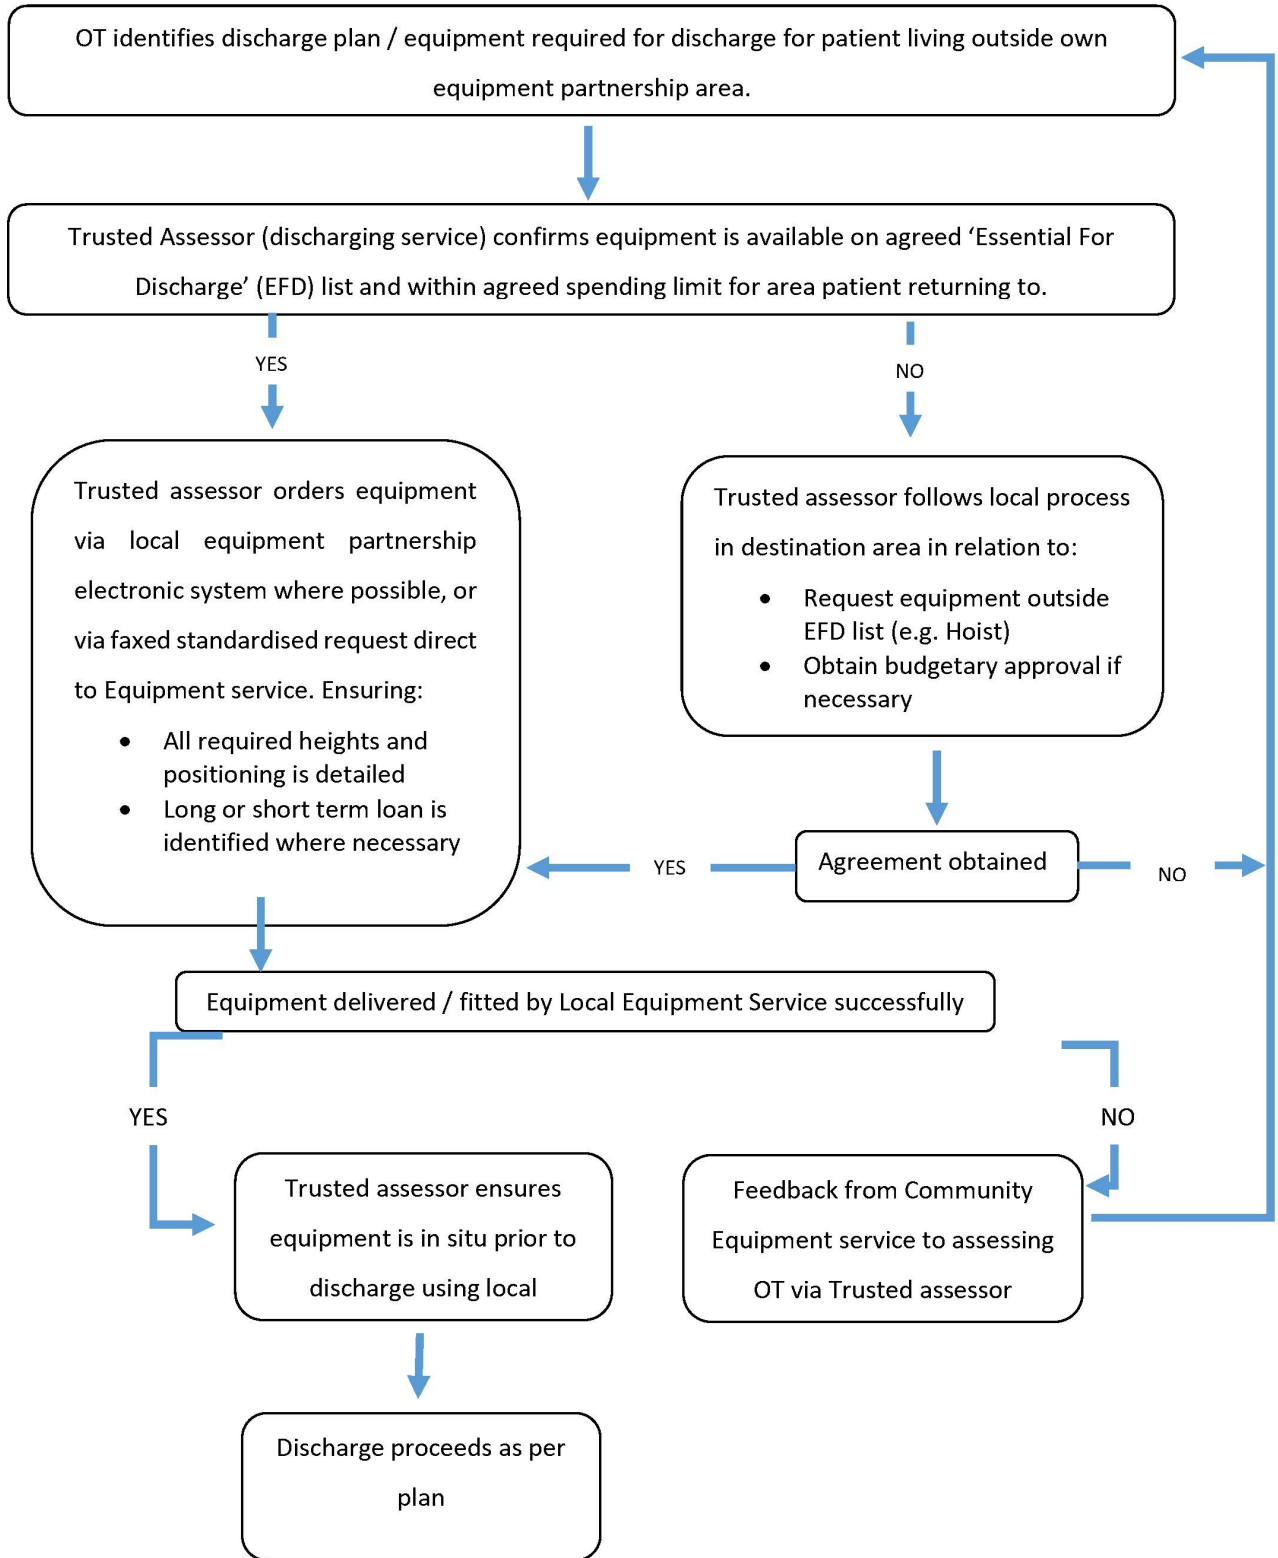 OT identifies discharge plan / equipment required for discharge for patient living outside own
equipment partnership area.
Trusted Assessor (discharging service) confirms equipment is available on agreed ‘Essential For
Discharge’ (EFD) list and within agreed spending limit for area patient returning to.
YES
NO
Trusted assessor orders equipment
via local equipment partnership
electronic system where possible, or
via faxed standardised request direct
to Equipment service. Ensuring:
• All required heights and
positioning is detailed
• Long or short term loan is
identified where necessary
Trusted assessor follows local process
in destination area in relation to:
• Request equipment outside
EFD list (e.g. Hoist)
• Obtain budgetary approval if
necessary
Agreement obtained
YES
NO
Equipment delivered / fitted by Local Equipment Service successfully
YES
NO
Trusted assessor ensures
equipment is in situ prior to
discharge using local
Feedback from Community
Equipment service to assessing
OT via Trusted assessor
Discharge proceeds as per
plan